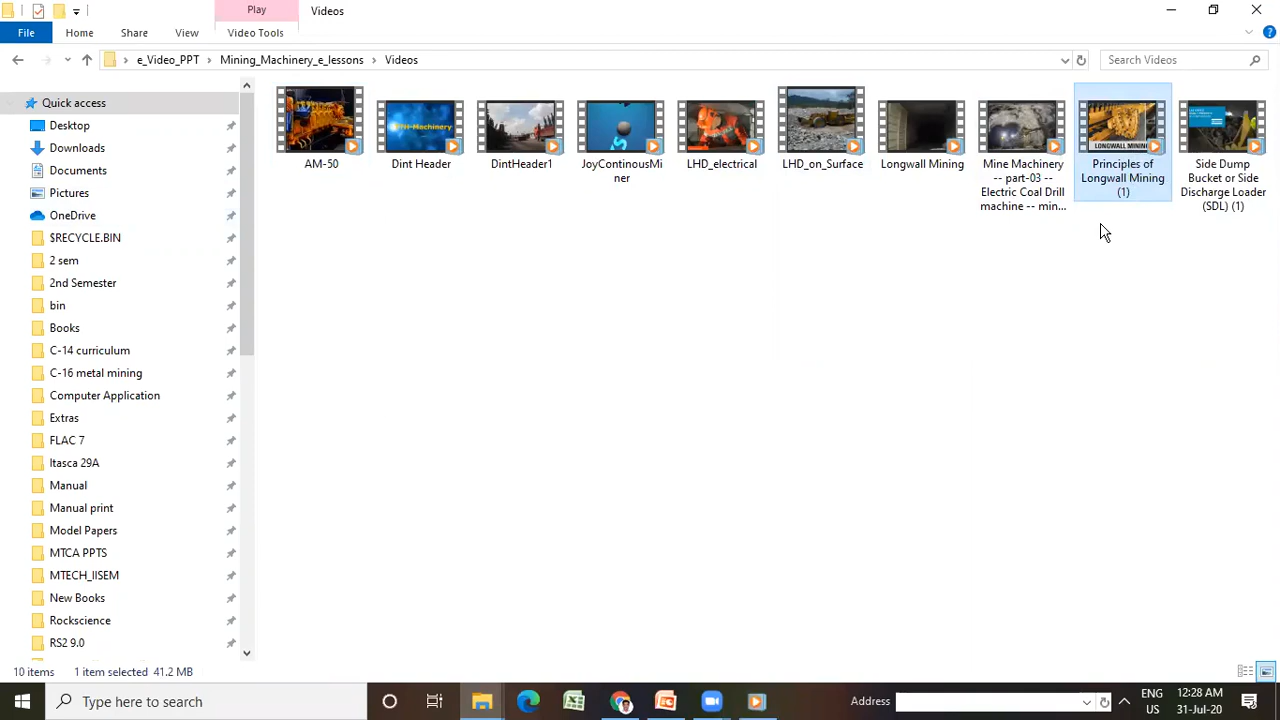 Play
Videos
File
Home
Share
View
Video Tools
e_Video_PPT
Mining_Machinery_e_lessons
Videos
Search Videos
Quick access
Desktop
Downloads
Documents
Pictures
OneDrive
$RECYCLE.BIN
2 sem
2nd Semester
bin
Books
C-14 curriculum
C-16 metal mining
Computer Application
Extras
FLAC 7
Itasca 29A
Manual
Manual print
Model Papers
MTCA PPTS
MTECH_IISEM
New Books
Rockscience
RS2 9.0
AM-50
Dint Header
DintHeader1
JoyContinousMi
ner
LHD_electrical
LHD_on_Surface
Longwall Mining
Mine Machinery
-- part-03 --
Electric Coal Drill
machine -- min...
LONGWALL MINING
Principles of
Longwall Mining
(1)
Side Dump
Bucket or Side
Discharge Loader
(SDL) (1)
10 items
1 item selected 41.2 MB
Type here to search
Address
ENG
US
12:28 AM
31-Jul-20